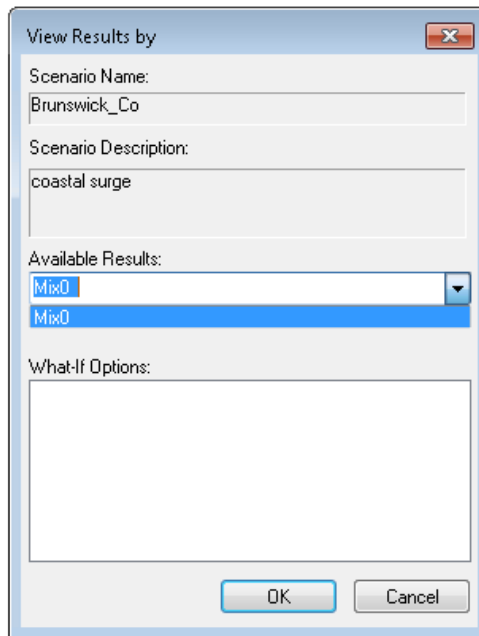 View Results by
Scenario Name:
Brunswick_Co
Scenario Description:
coastal surge
Available Results:
Mix0
Mix0
What-If Options:
OK Cancel